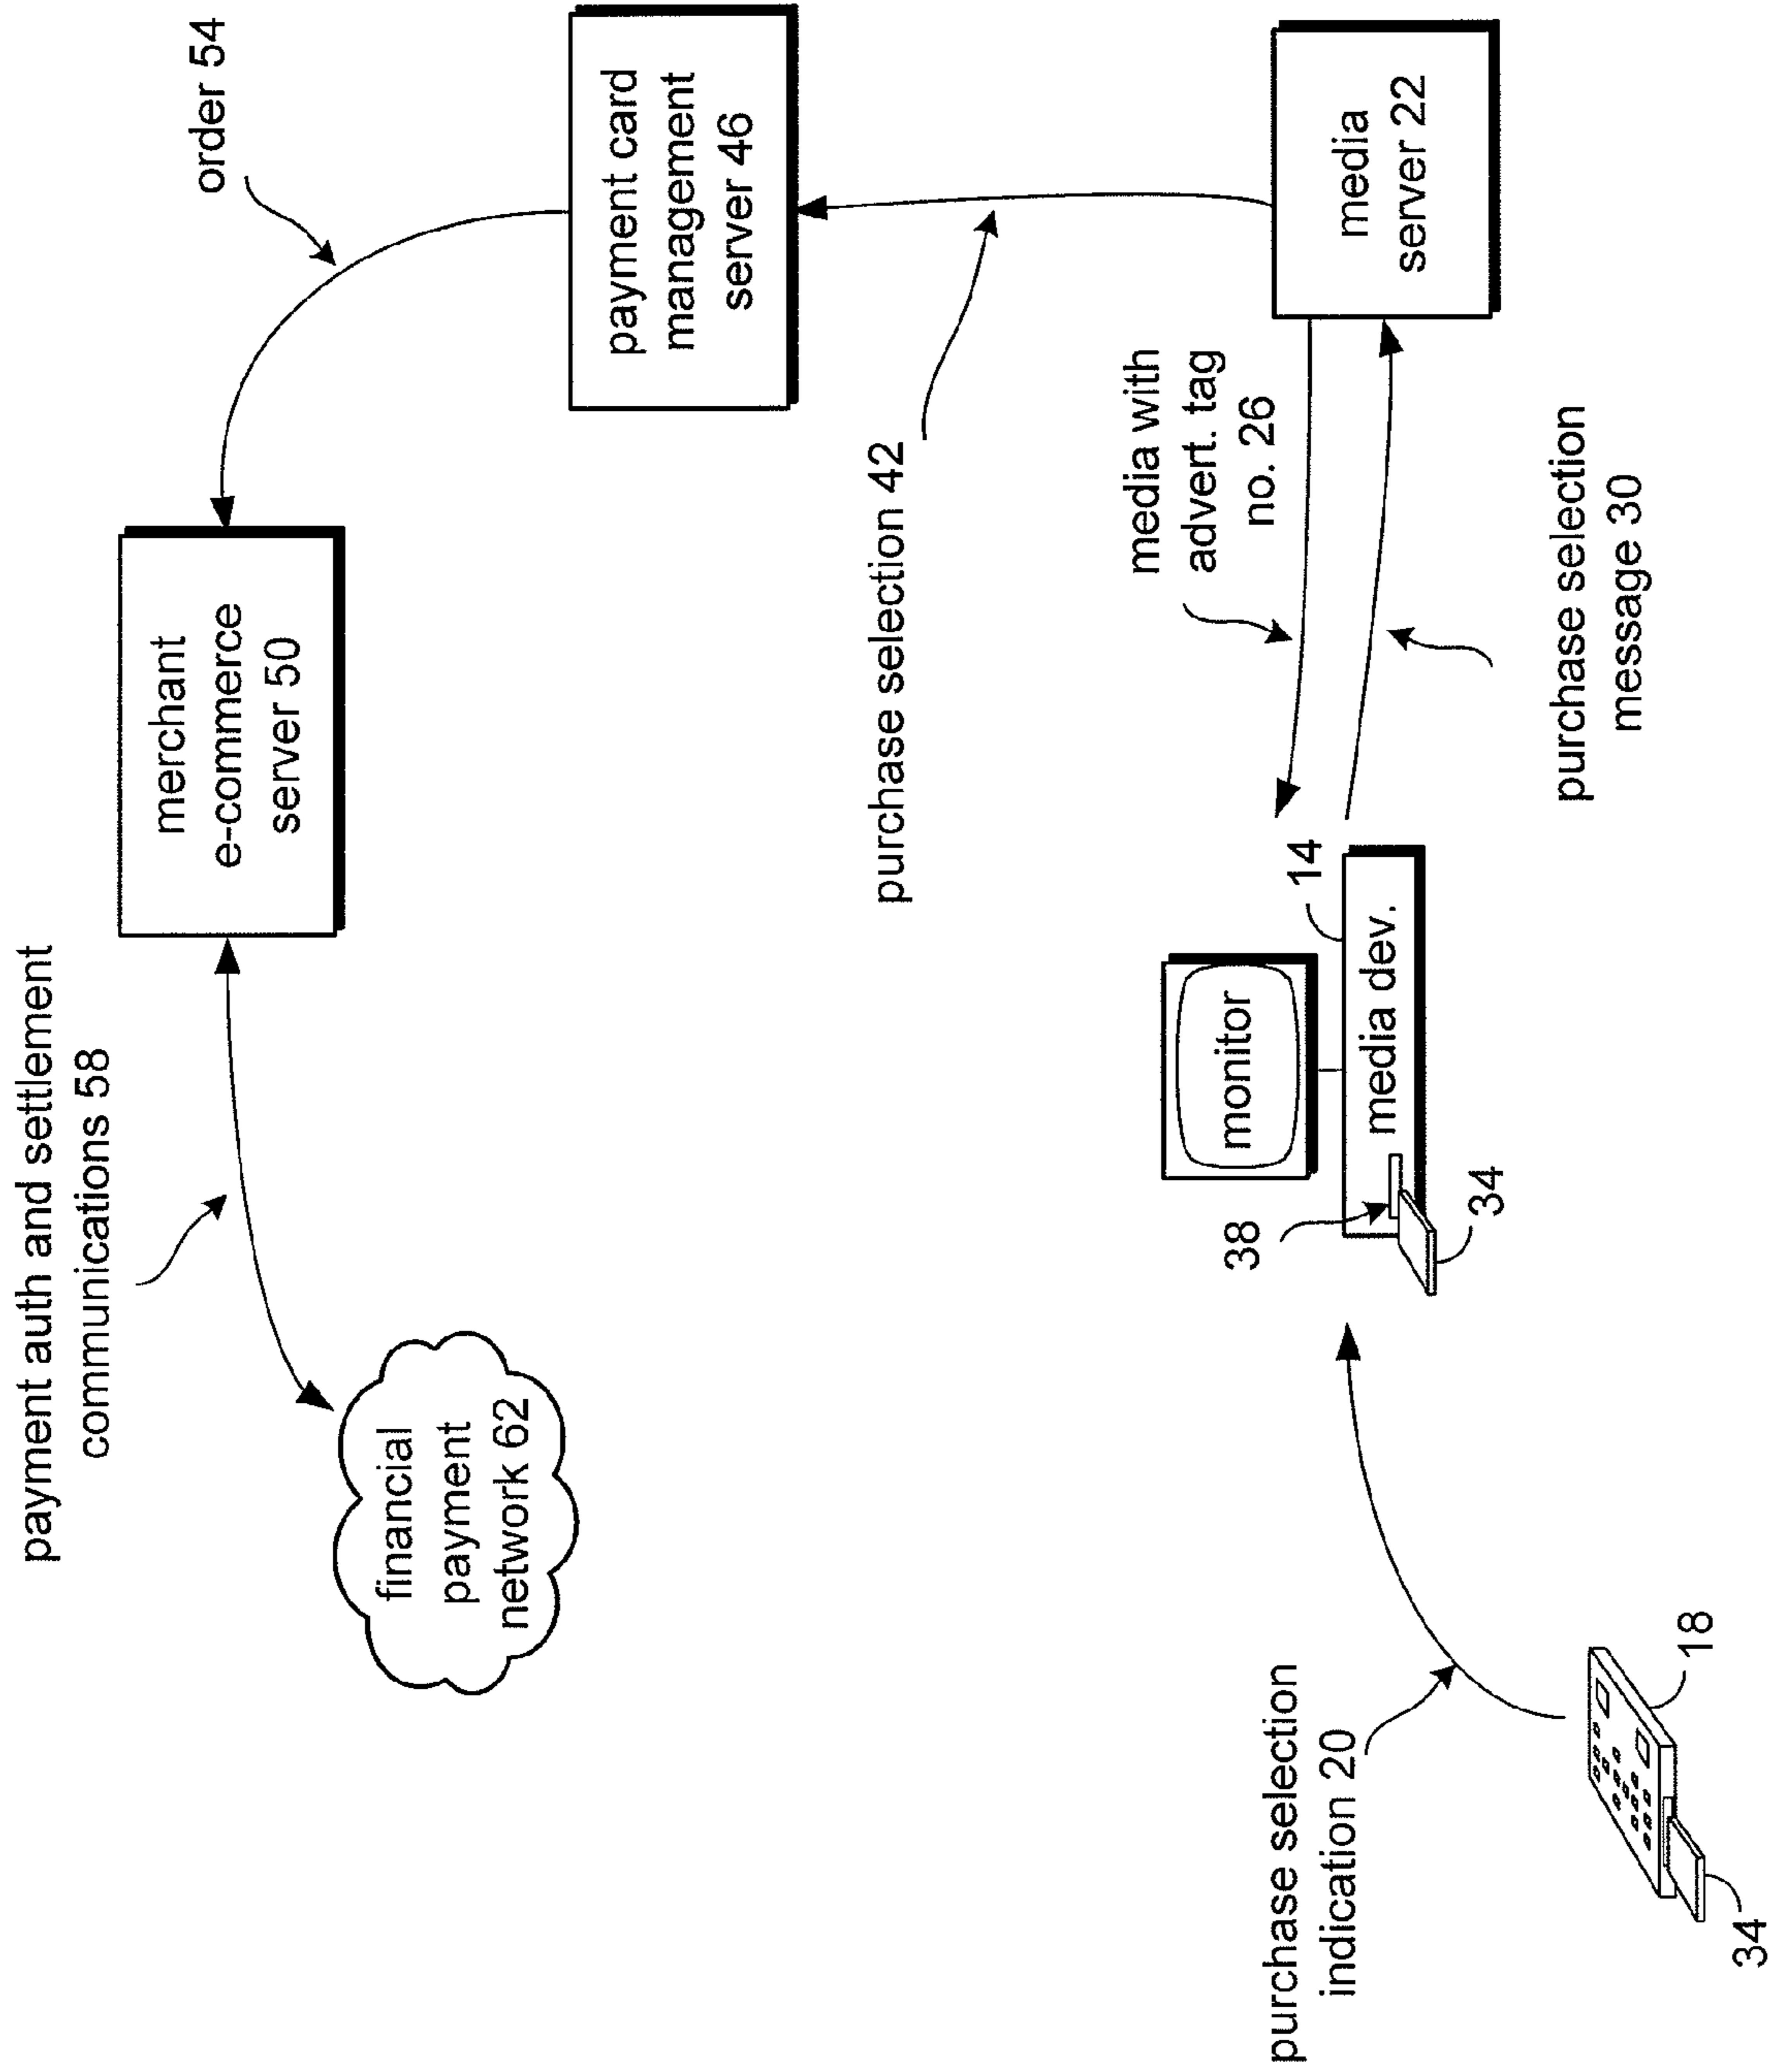 payment auth and settlement
communications 58
merchant
e-commerce
server 50
order 54
financial
payment
network 62
payment card
management
server 46
purchase selection 42
media with
advert. tag
no. 26
media
server 22
purchase selection
message 30
monitor
media dev.
14
38
34
purchase selection
indication 20
18
34